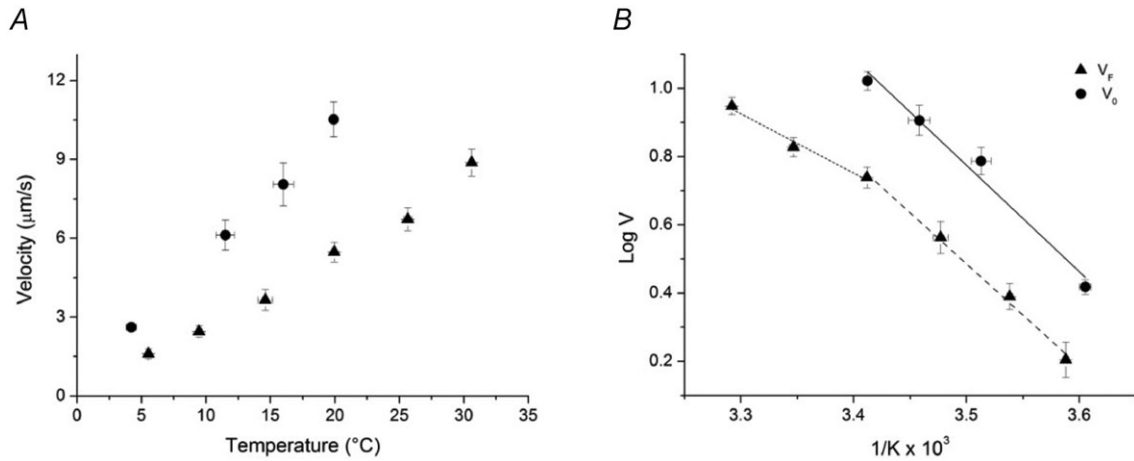 A
Velocity (μm/s)
12
9
6
3
0
0 5 10 15 20 25 30 35
Temperature (°C)
B
Log V
1.0
0.8
0.6
0.4
0.2
3.3 3.4 3.5 3.6
1/K x 10³
V_F
V_0